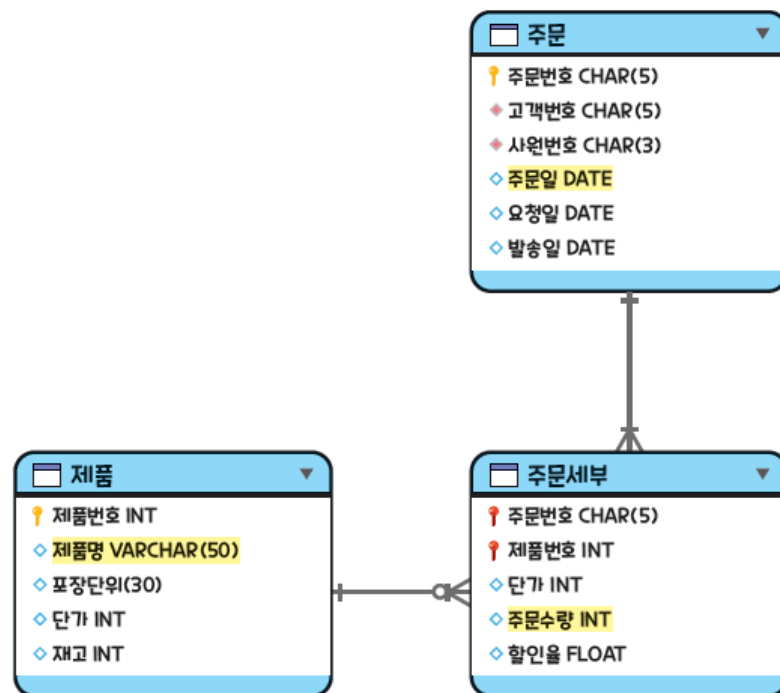 주문
주문번호 CHAR(5)
고객번호 CHAR(5)
사원번호 CHAR(3)
주문일 DATE
요청일 DATE
발송일 DATE
제품
제품번호 INT
제품명 VARCHAR(50)
포장단위(30)
단가 INT
재고 INT
주문세부
주문번호 CHAR(5)
제품번호 INT
단가 INT
주문수량 INT
할인율 FLOAT